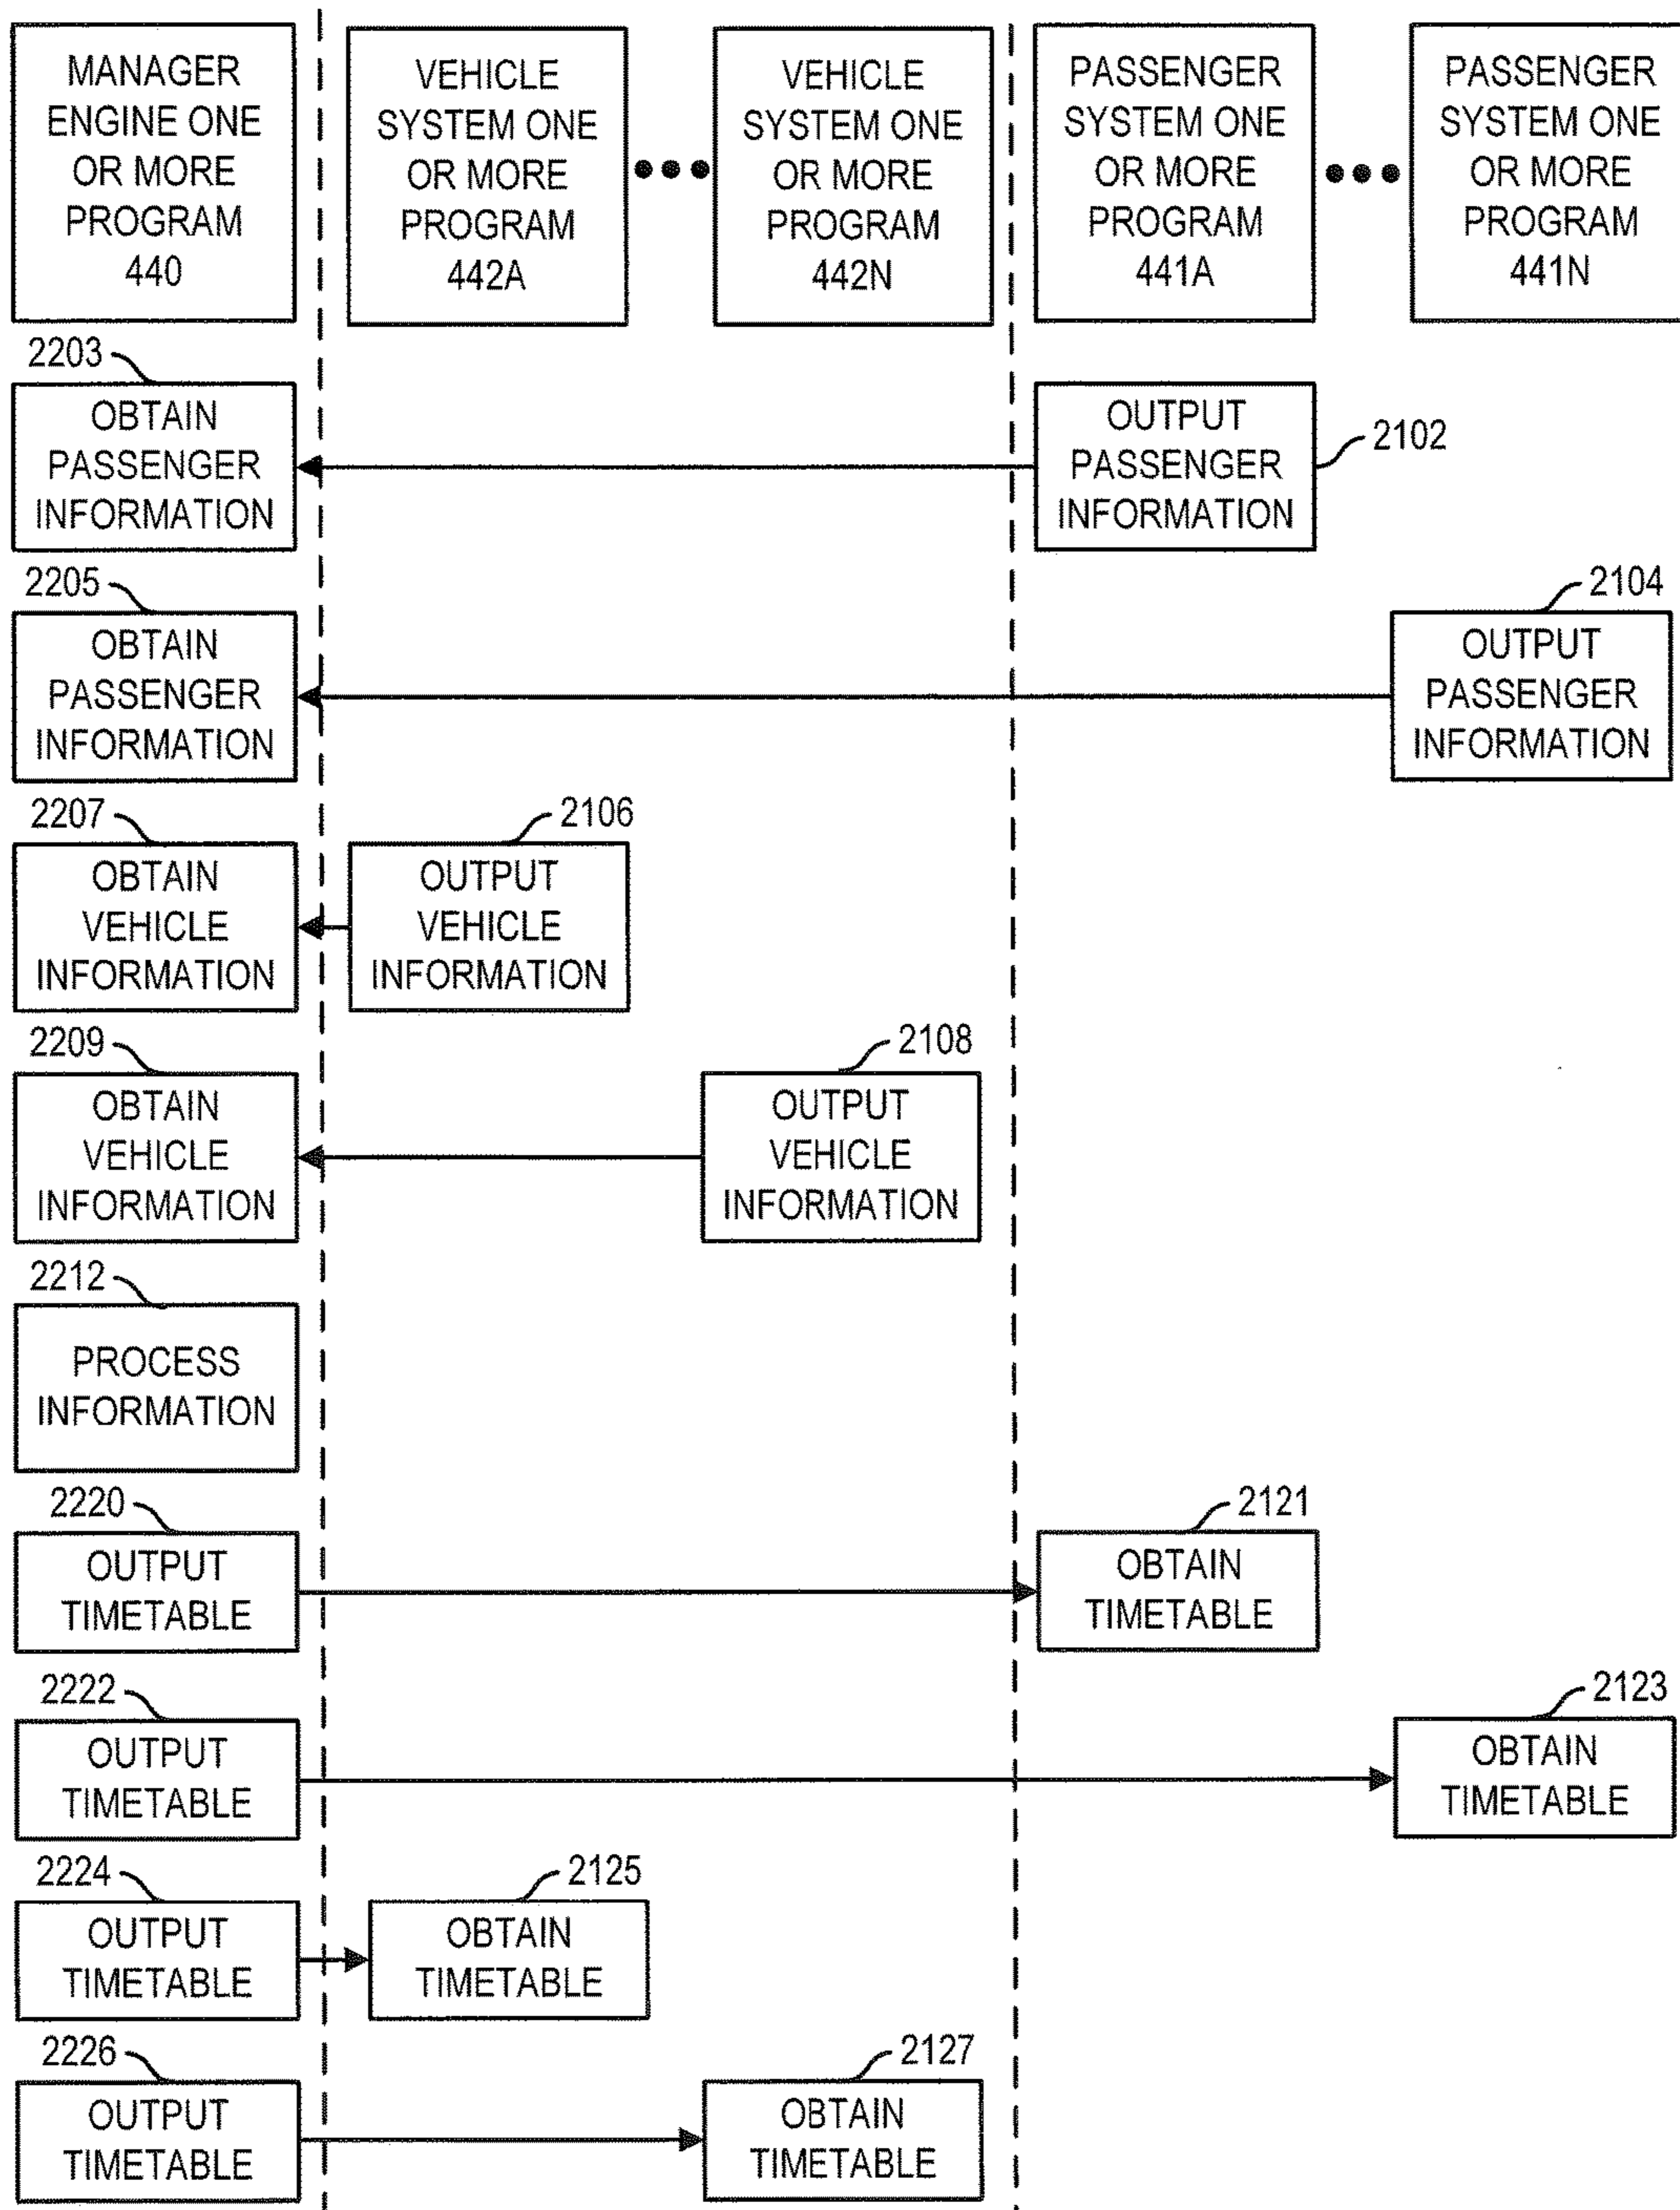 MANAGER
ENGINE ONE
OR MORE
PROGRAM
440
VEHICLE
SYSTEM ONE
OR MORE
PROGRAM
442A
VEHICLE
SYSTEM ONE
OR MORE
PROGRAM
442N
PASSENGER
SYSTEM ONE
OR MORE
PROGRAM
441A
PASSENGER
SYSTEM ONE
OR MORE
PROGRAM
441N
2203
OBTAIN
PASSENGER
INFORMATION
OUTPUT
PASSENGER
INFORMATION
2102
2205
OBTAIN
PASSENGER
INFORMATION
2104
OUTPUT
PASSENGER
INFORMATION
2207
OBTAIN
VEHICLE
INFORMATION
2106
OUTPUT
VEHICLE
INFORMATION
2209
OBTAIN
VEHICLE
INFORMATION
2108
OUTPUT
VEHICLE
INFORMATION
2212
PROCESS
INFORMATION
2220
OUTPUT
TIMETABLE
2121
OBTAIN
TIMETABLE
2222
OUTPUT
TIMETABLE
2123
OBTAIN
TIMETABLE
2224
OUTPUT
TIMETABLE
2125
OBTAIN
TIMETABLE
2226
OUTPUT
TIMETABLE
2127
OBTAIN
TIMETABLE